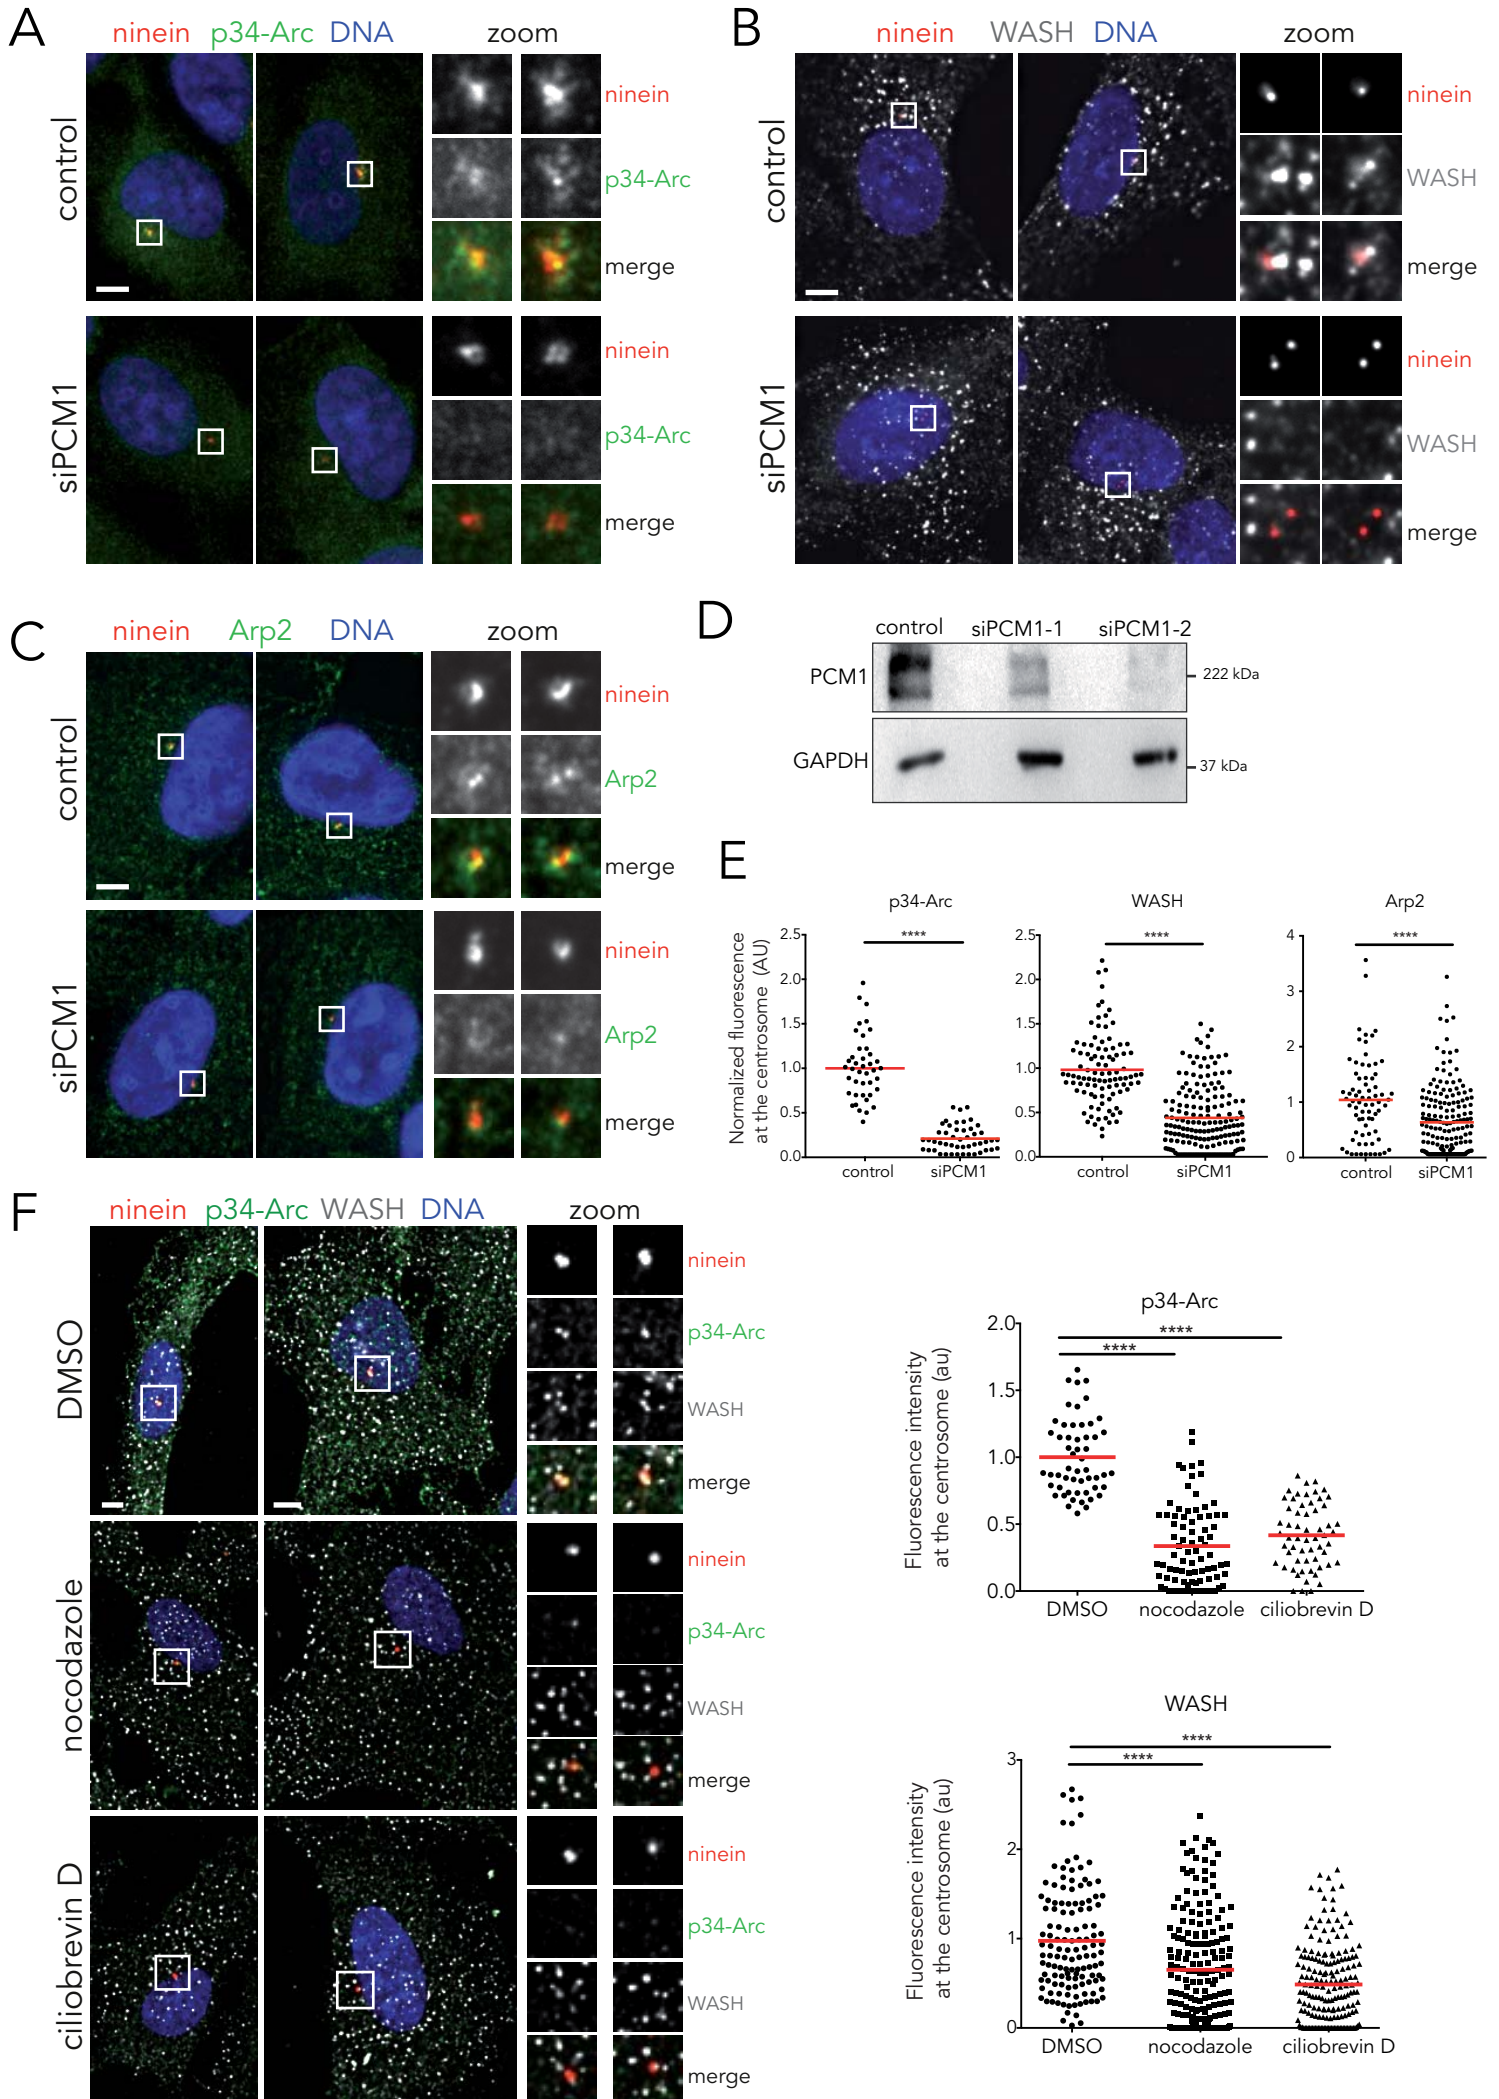 A
ninein p34-Arc DNA zoom
control
ninein
p34-Arc
merge
siPCM1
ninein
p34-Arc
merge
B
ninein WASH DNA zoom
control
ninein
WASH
merge
siPCM1
ninein
WASH
merge
C
ninein Arp2 DNA zoom
control
ninein
Arp2
merge
siPCM1
ninein
Arp2
merge
D
control siPCM1-1 siPCM1-2
PCM1
222 kDa
GAPDH
37 kDa
E
Normalized fluorescence
at the centrosome (AU)
p34-Arc
****
2.5
2.0
1.5
1.0
0.5
0.0
control siPCM1
WASH
****
2.5
2.0
1.5
1.0
0.5
0.0
control siPCM1
Arp2
****
4
3
2
1
0
control siPCM1
F
ninein p34-Arc WASH DNA zoom
DMSO
ninein
p34-Arc
WASH
merge
nocodazole
ninein
p34-Arc
WASH
merge
ciliobrevin D
ninein
p34-Arc
WASH
merge
p34-Arc
Fluorescence intensity
at the centrosome (au)
****
****
2.0
1.5
1.0
0.5
0.0
DMSO nocodazole ciliobrevin D
WASH
Fluorescence intensity
at the centrosome (au)
****
****
3
2
1
0
DMSO nocodazole ciliobrevin D